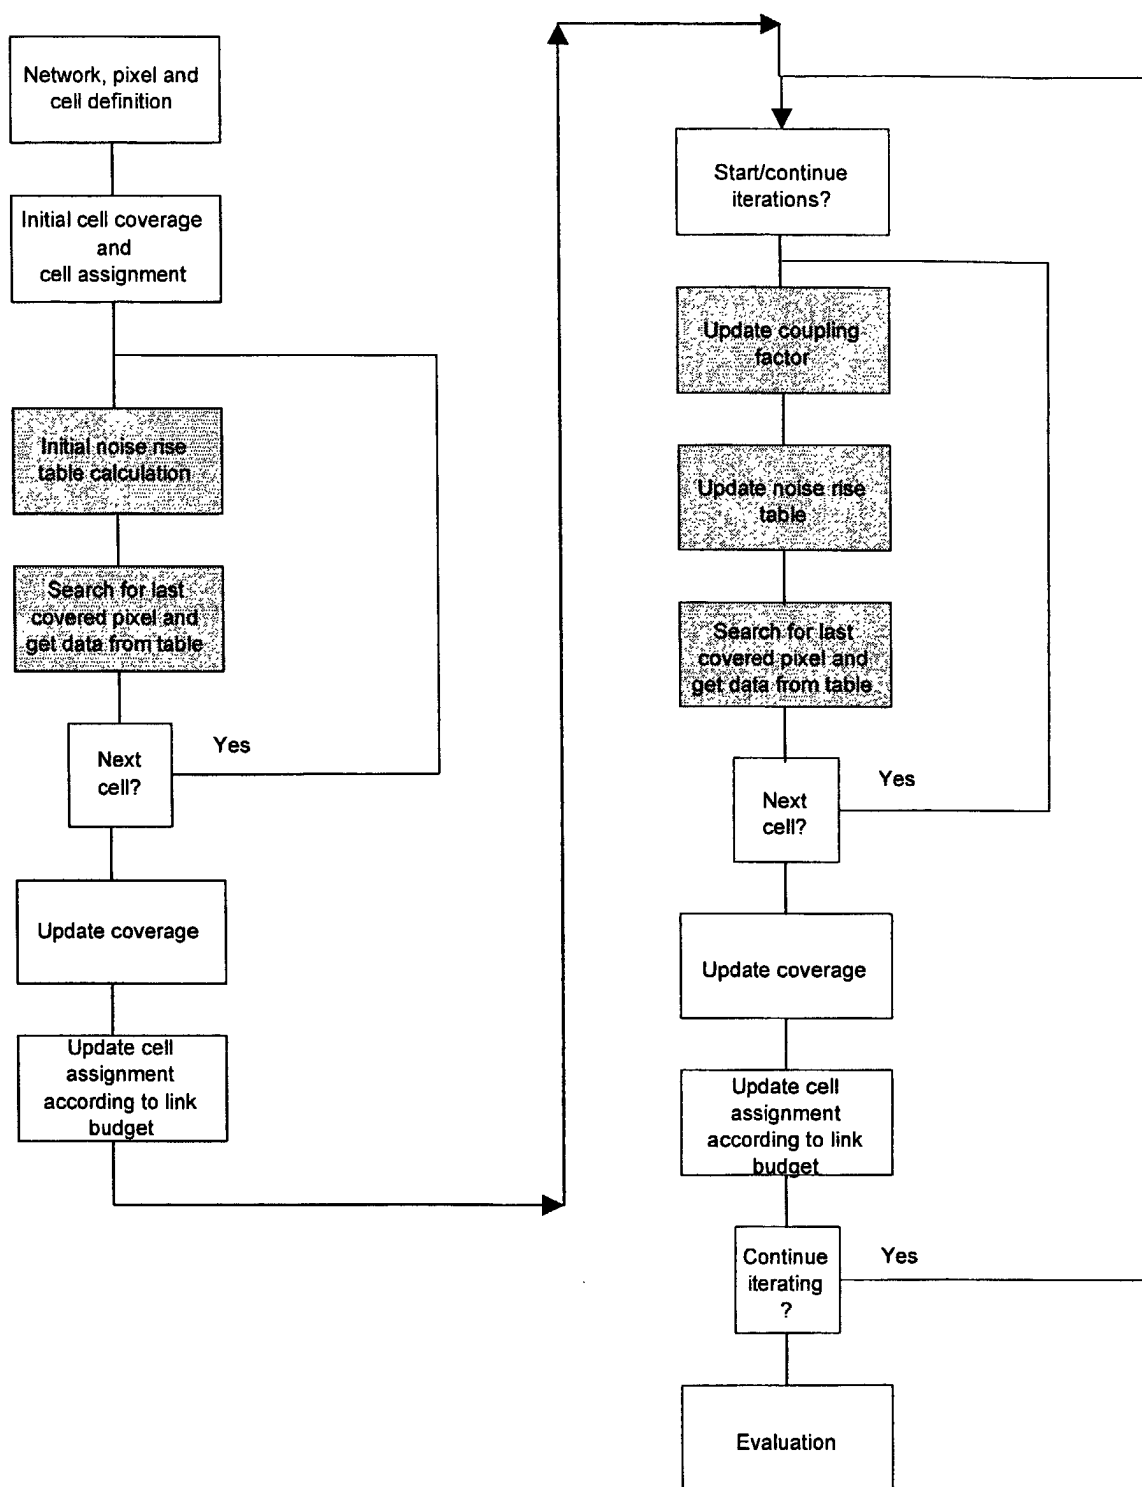 Network, pixel and
cell definition
Initial cell coverage
and
cell assignment
Initial noise rise
table calculation
Search for last
covered pixel and
get data from table
Next
cell?
Yes
Update coverage
Update cell
assignment
according to link
budget
Start/continue
iterations?
Update coupling
factor
Update noise rise
table
Search for last
covered pixel and
get data from table
Next
cell?
Yes
Update coverage
Update cell
assignment
according to link
budget
Continue
iterating
?
Yes
Evaluation